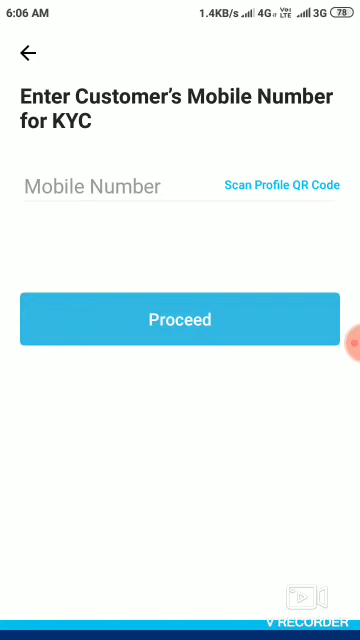 6:06 AM 1.4KB/s 4G VoLTE 3G 78
Enter Customer's Mobile Number
for KYC
Mobile Number Scan Profile QR Code
Proceed
V RECORDER